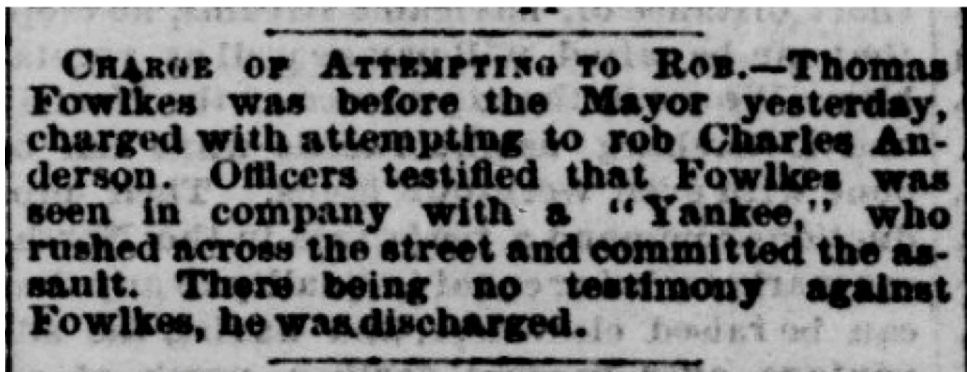 CHARGE OF ATTEMPTING TO ROB.—Thomas
Fowlkes was before the Mayor yesterday,
charged with attempting to rob Charles An-
derson. Officers testified that Fowlkes was
seen in company with a "Yankee," who
rushed across the street and committed the as-
sault. There being no testimony against
Fowlkes, he was discharged.